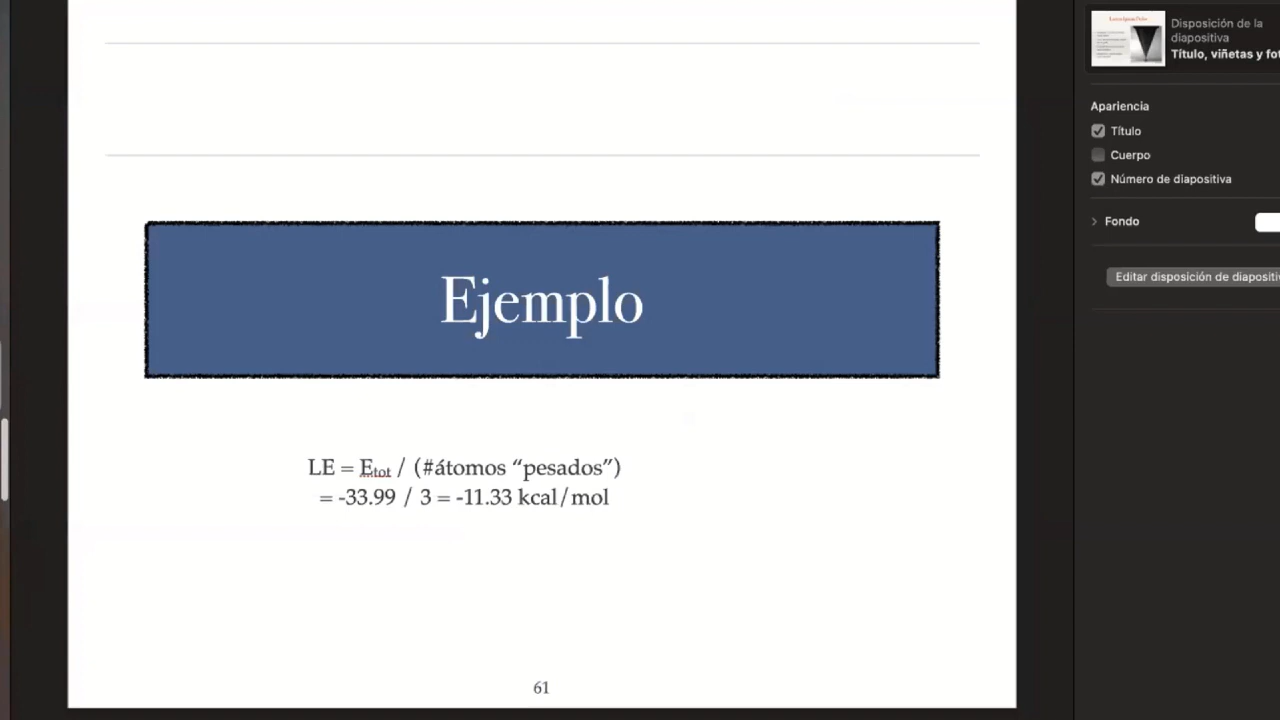 Disposición de la
diapositiva
Título, viñetas y fot
Apariencia
Título
Cuerpo
Número de diapositiva
Fondo
Editar disposición de diapositi
Ejemplo
LE = Etot / (#átomos “pesados”)
= -33.99 / 3 = -11.33 kcal/mol
61